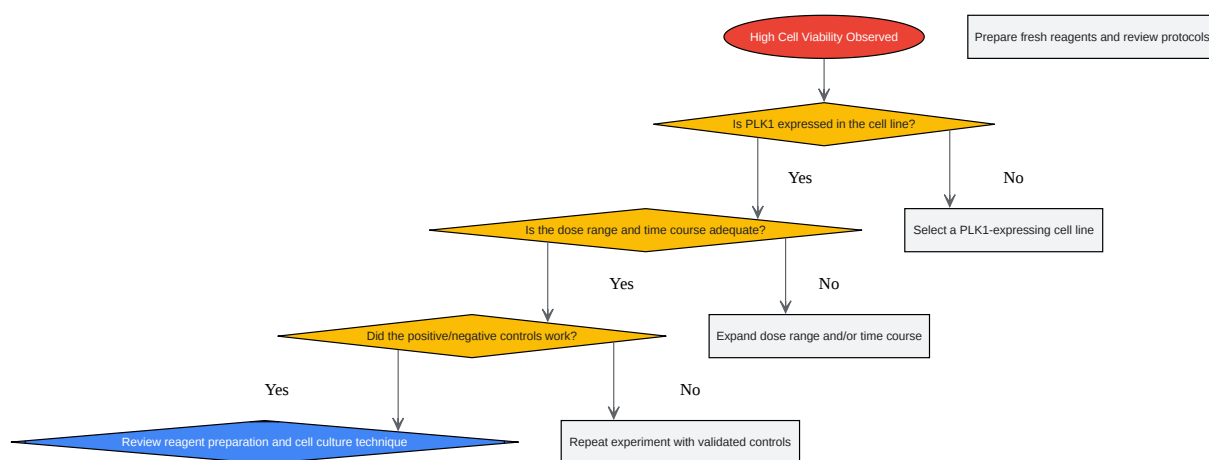 High Cell Viability Observed
Prepare fresh reagents and review protocols
Is PLK1 expressed in the cell line?
Yes
No
Is the dose range and time course adequate?
Select a PLK1-expressing cell line
Yes
No
Did the positive/negative controls work?
Expand dose range and/or time course
Yes
No
Review reagent preparation and cell culture technique
Repeat experiment with validated controls